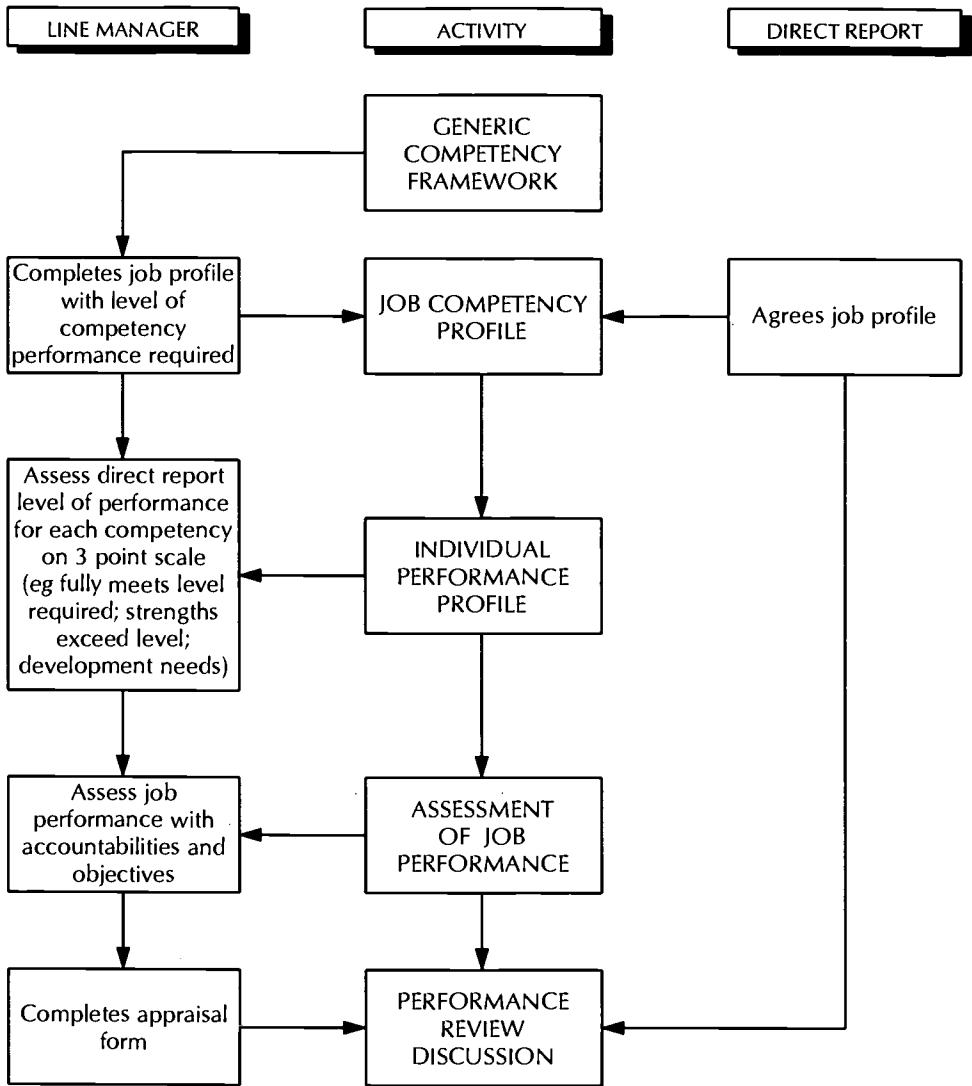 LINE MANAGER
ACTIVITY
DIRECT REPORT
GENERIC
COMPETENCY
FRAMEWORK
Completes job profile
with level of
competency
performance required
JOB COMPETENCY
PROFILE
Agrees job profile
Assess direct report
level of performance
for each competency
on 3 point scale
(eg fully meets level
required; strengths
exceed level;
development needs)
INDIVIDUAL
PERFORMANCE
PROFILE
Assess job
performance with
accountabilities and
objectives
ASSESSMENT
OF JOB
PERFORMANCE
Completes appraisal
form
PERFORMANCE
REVIEW
DISCUSSION